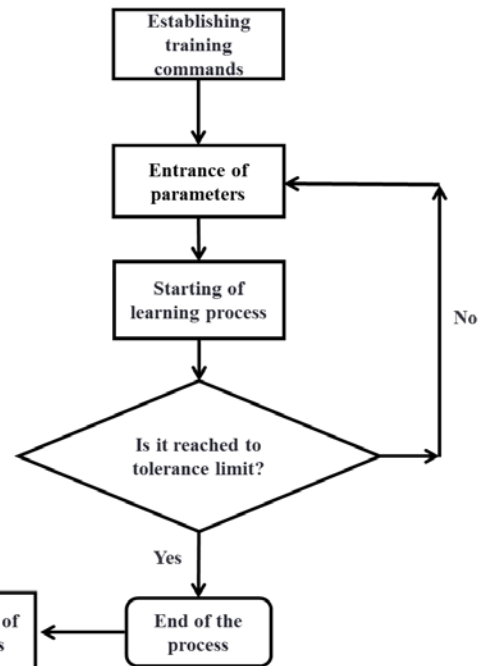 Establishing
training
commands
Entrance of
parameters
Starting of
learning process
No
Is it reached to
tolerance limit?
Yes
of
End of the
process